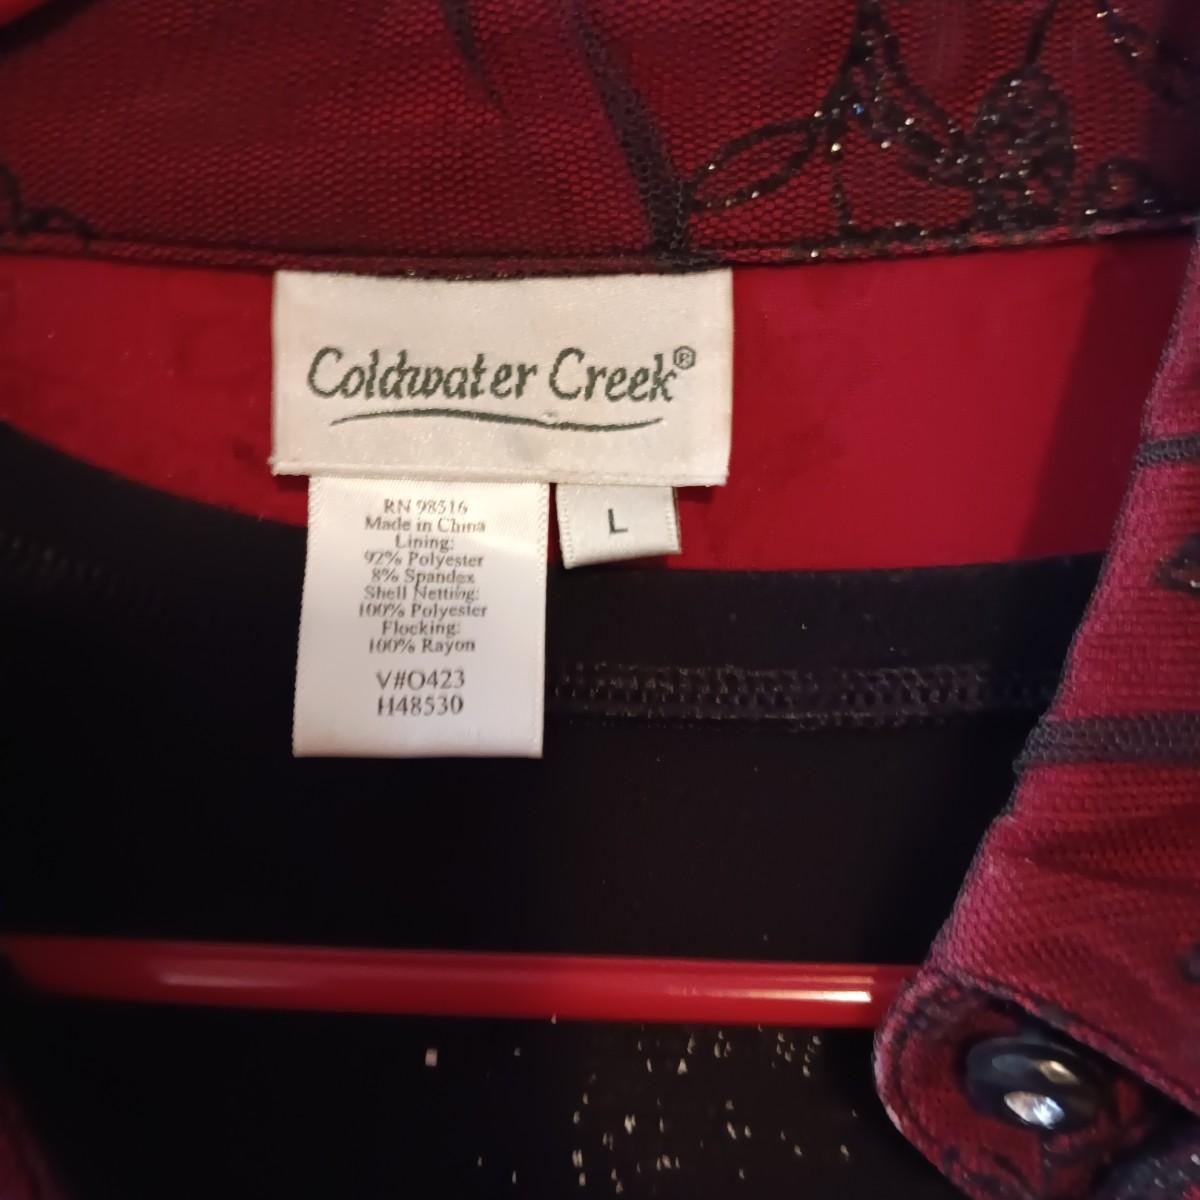 Coldwater Creek®
RN 98516
Made in China
Lining:
92% Polyester
8% Spandex
Shell Netting:
100% Polyester
Flocking:
100% Rayon
V#O423
H48530
L